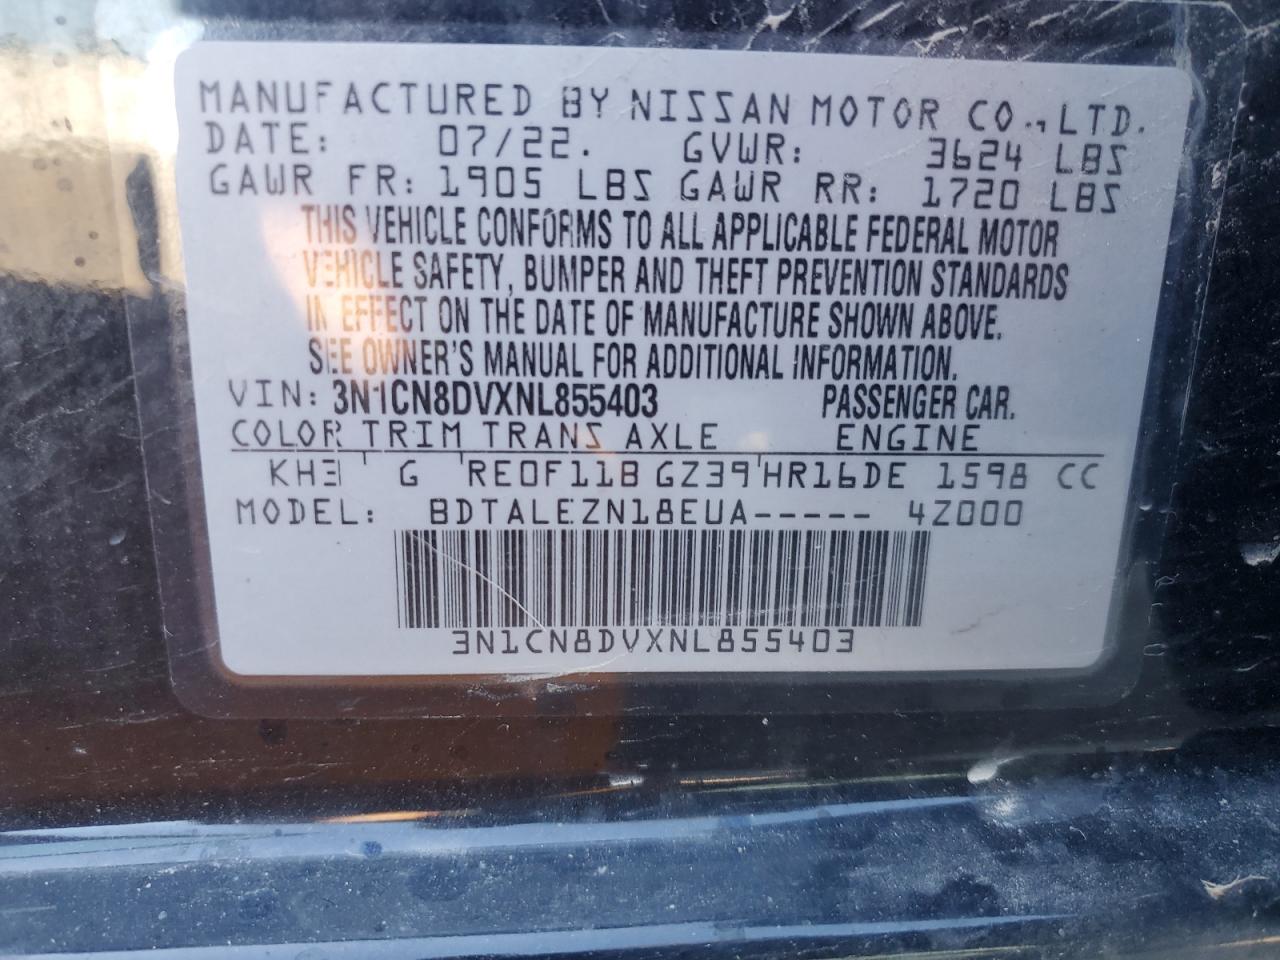 MANUFACTURED BY NISSAN MOTOR CO., LTD.
DATE: 07/22. GVWR: 3624 LBS
GAWR FR: 1905 LBS GAWR RR: 1720 LBS
THIS VEHICLE CONFORMS TO ALL APPLICABLE FEDERAL MOTOR
VEHICLE SAFETY, BUMPER AND THEFT PREVENTION STANDARDS
IN EFFECT ON THE DATE OF MANUFACTURE SHOWN ABOVE.
SEE OWNER'S MANUAL FOR ADDITIONAL INFORMATION.
VIN: 3N1CN8DVXNL855403 PASSENGER CAR.
COLOR TRIM TRANS AXLE ENGINE
KH3 G RE0F11B GZ39 HR16DE 1598 CC
MODEL: BDTALEZN18EUA----- 4Z000
3N1CN8DVXNL855403